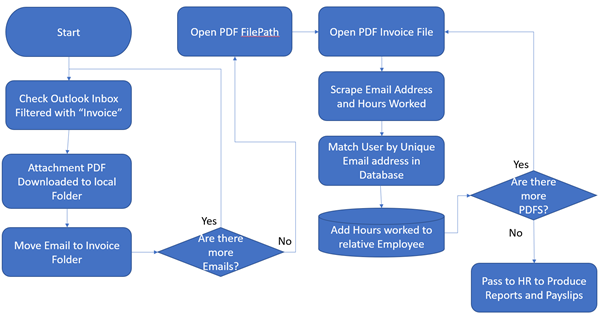 Start
Check Outlook Inbox
Filtered with “Invoice”
Attachment PDF
Downloaded to local
Folder
Move Email to Invoice
Folder
Are there
more
Emails?
Yes
No
Open PDF FilePath
Open PDF Invoice File
Scrape Email Address
and Hours Worked
Match User by Unique
Email address in
Database
Add Hours worked to
relative Employee
Are there
more
PDFS?
Yes
No
Pass to HR to Produce
Reports and Payslips